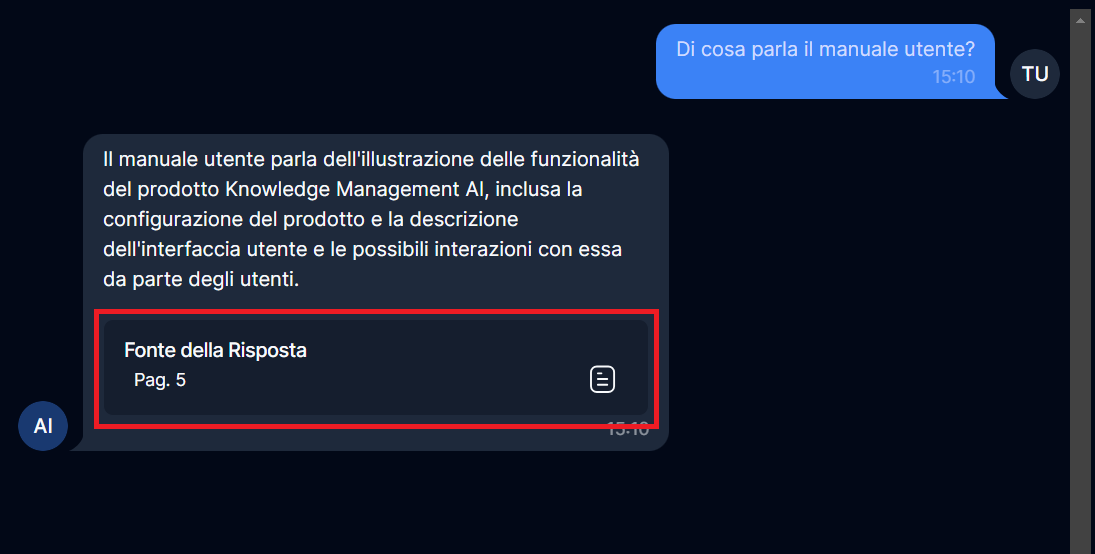 Di cosa parla il manuale utente?
15:10
TU
Il manuale utente parla dell'illustrazione delle funzionalità
del prodotto Knowledge Management AI, inclusa la
configurazione del prodotto e la descrizione
dell'interfaccia utente e le possibili interazioni con essa
da parte degli utenti.
Fonte della Risposta
Pag. 5
15:10
AI